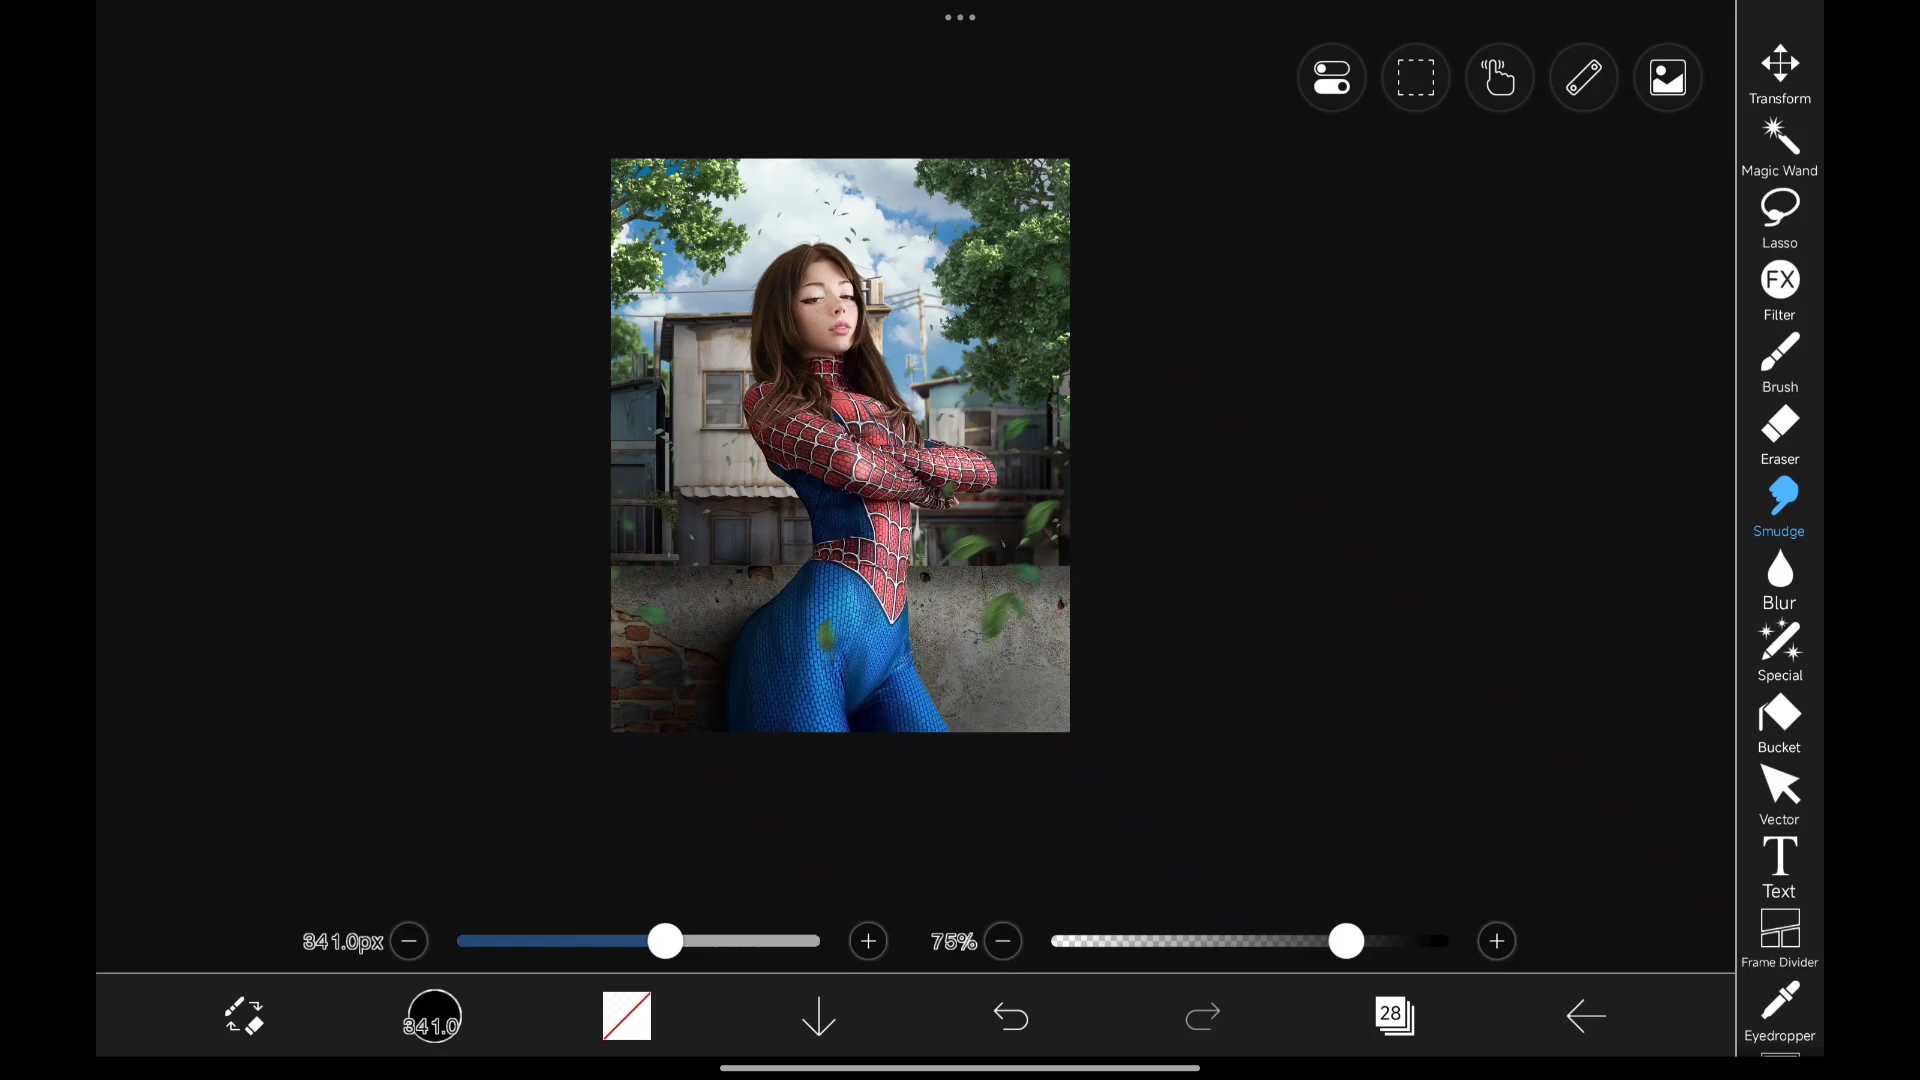 Transform
Magic Wand
Lasso
FX
Filter
Brush
Eraser
Smudge
Blur
Special
Bucket
Vector
T
Text
Frame Divider
Eyedropper
341.0px
75%
341.0
28